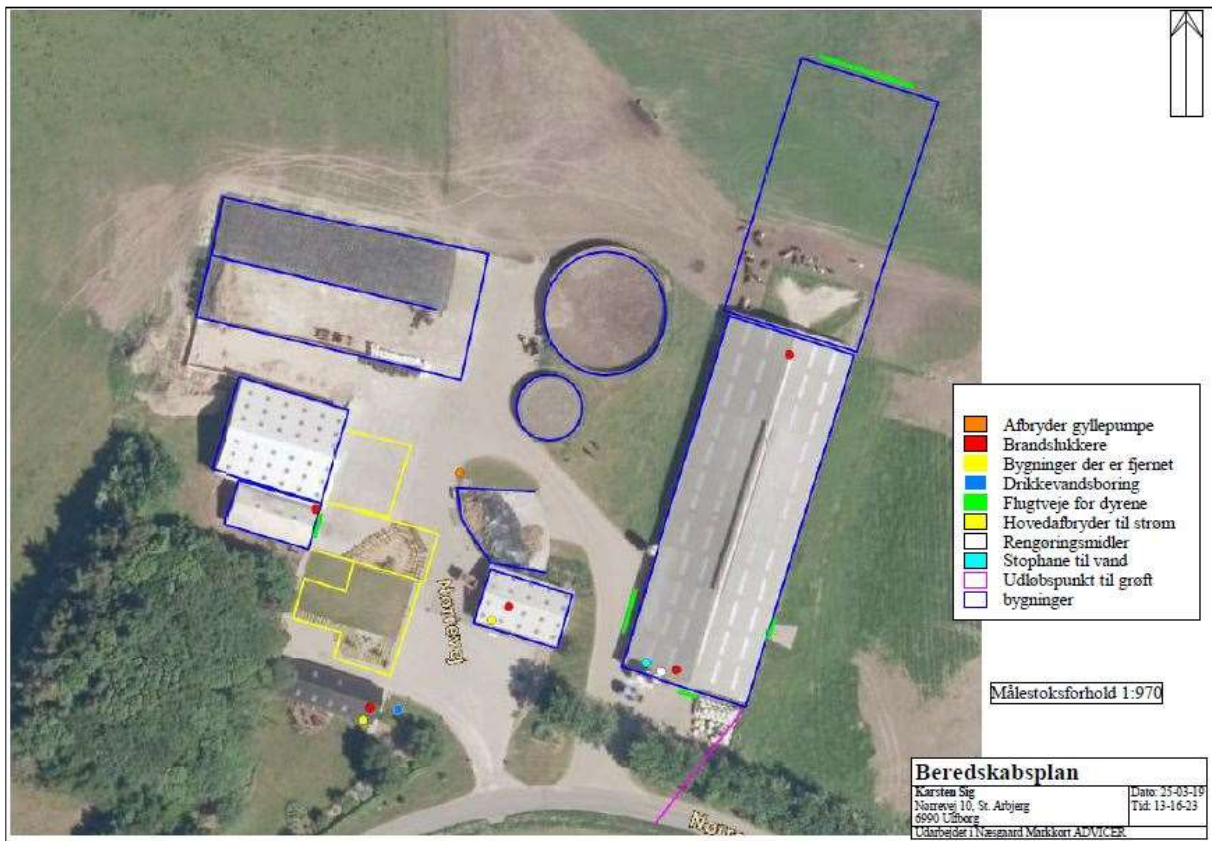 Afbryder gyllepumpe
Brandslukkere
Bygninger der er fjernet
Drikkevandsboring
Flugtveje for dyrene
Hovedafbryder til strøm
Rengøringsmidler
Stophane til vand
Udløbspunkt til grøft
bygninger
Nørrevej
Målestoksforhold 1:970
Nørre
Beredskabsplan
Karsten Sig
Dato: 25-03-19
Nørrevej 10, St. Arbjerg
Tid: 13-16-23
6990 Ulfborg
Udarbejdet i Næsgaard Markkort ADVICER